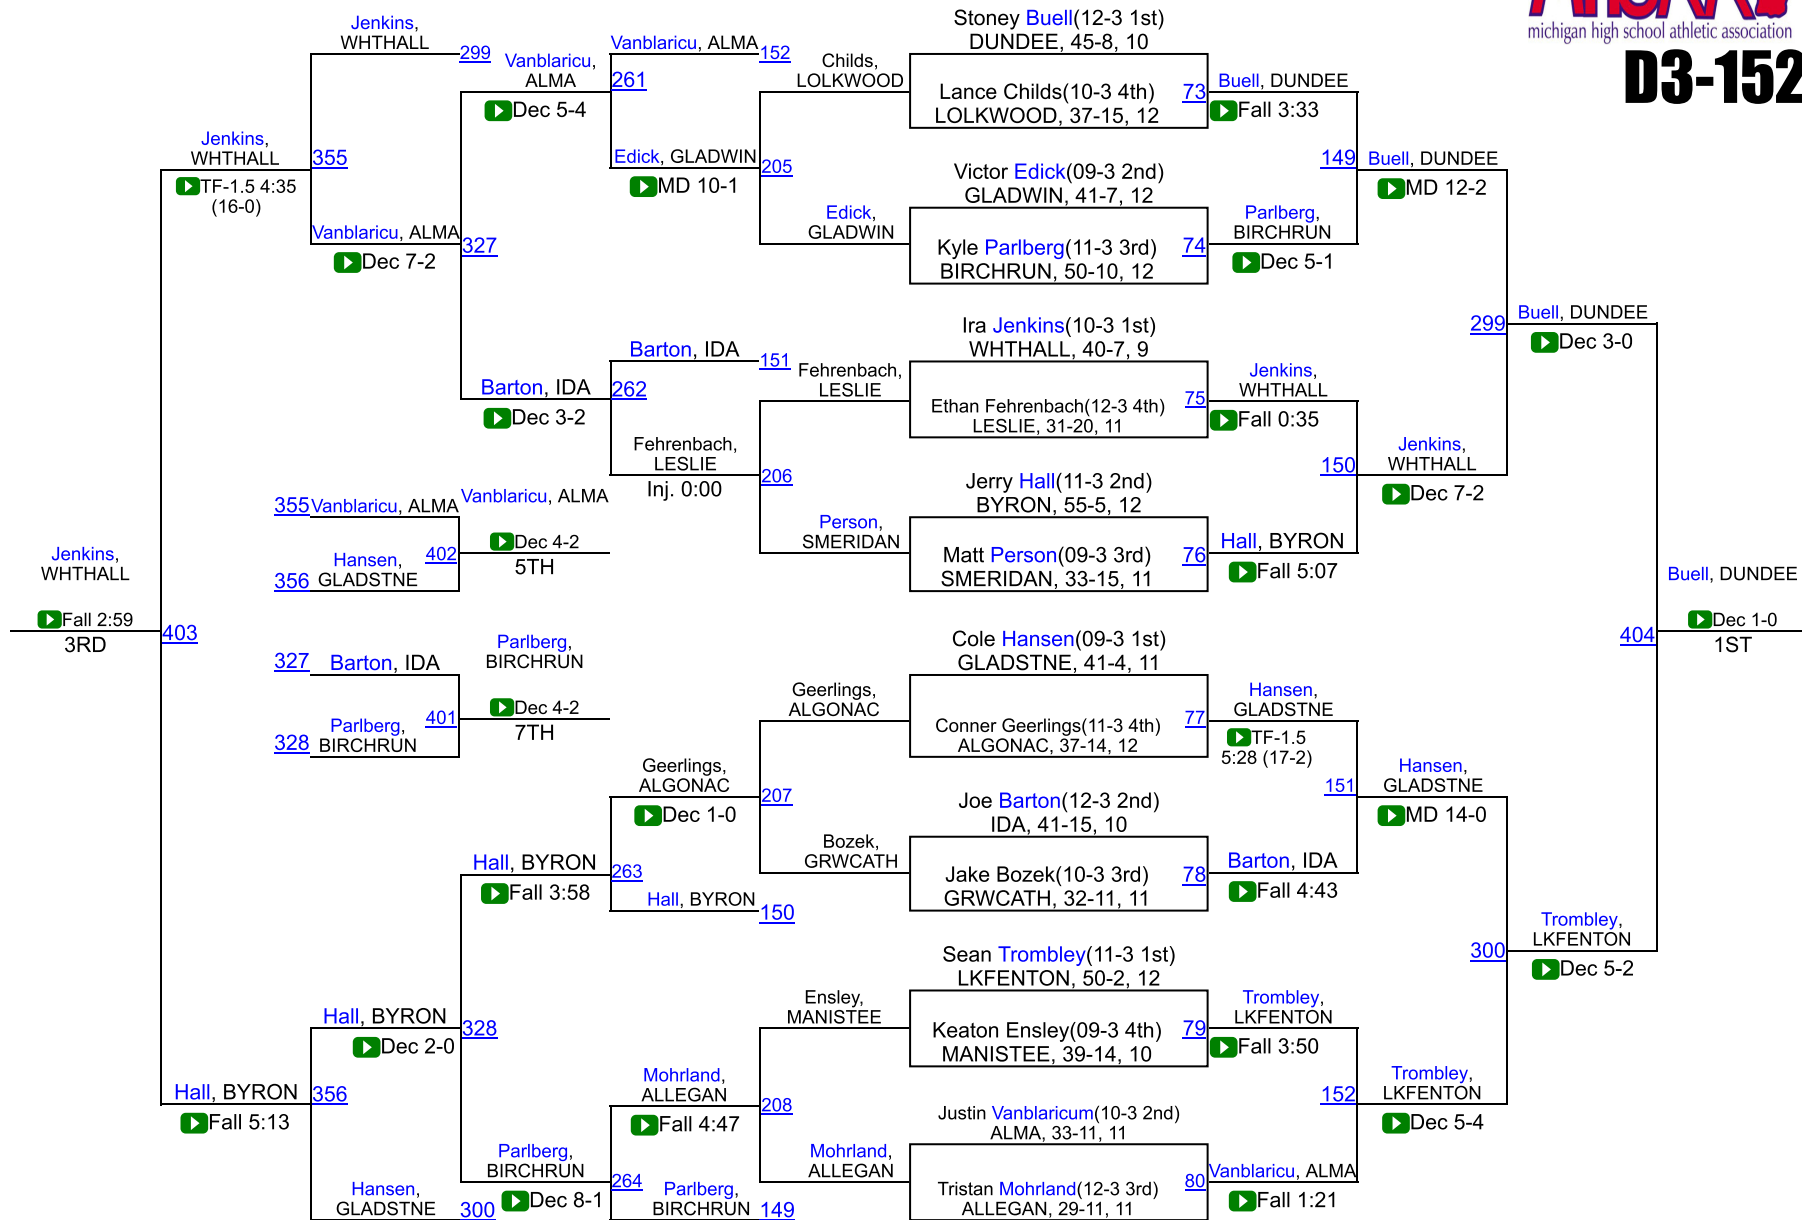 michigan high school athletic association
D3-152
Stoney Buell(12-3 1st)
DUNDEE, 45-8, 10
Lance Childs(10-3 4th)
LOLKWOOD, 37-15, 12
73
Victor Edick(09-3 2nd)
GLADWIN, 41-7, 12
Kyle Parlberg(11-3 3rd)
BIRCHRUN, 50-10, 12
74
Ira Jenkins(10-3 1st)
WHTHALL, 40-7, 9
Ethan Fehrenbach(12-3 4th)
LESLIE, 31-20, 11
75
Jerry Hall(11-3 2nd)
BYRON, 55-5, 12
Matt Person(09-3 3rd)
SMERIDAN, 33-15, 11
76
Cole Hansen(09-3 1st)
GLADSTNE, 41-4, 11
Conner Geerlings(11-3 4th)
ALGONAC, 37-14, 12
77
Joe Barton(12-3 2nd)
IDA, 41-15, 10
Jake Bozek(10-3 3rd)
GRWCATH, 32-11, 11
78
Sean Trombley(11-3 1st)
LKFENTON, 50-2, 12
Keaton Ensley(09-3 4th)
MANISTEE, 39-14, 10
79
Justin Vanblaricum(10-3 2nd)
ALMA, 33-11, 11
Tristan Mohrland(12-3 3rd)
ALLEGAN, 29-11, 11
80
Buell, DUNDEE
Fall 3:33
149
Parlberg,
BIRCHRUN
Dec 5-1
Jenkins,
WHTHALL
Fall 0:35
150
Hall, BYRON
Fall 5:07
Hansen,
GLADSTNE
TF-1.5
5:28 (17-2)
151
Barton, IDA
Fall 4:43
Trombley,
LKFENTON
Fall 3:50
152
Vanblaricu, ALMA
Fall 1:21
Buell, DUNDEE
MD 12-2
299
Jenkins,
WHTHALL
Dec 7-2
Hansen,
GLADSTNE
MD 14-0
300
Trombley,
LKFENTON
Dec 5-4
Buell, DUNDEE
Dec 3-0
404
Trombley,
LKFENTON
Dec 5-2
Buell, DUNDEE
Dec 1-0
1ST
Childs,
LOLKWOOD
205
Edick,
GLADWIN
Fehrenbach,
LESLIE
206
Person,
SMERIDAN
Geerlings,
ALGONAC
207
Bozek,
GRWCATH
Ensley,
MANISTEE
208
Mohrland,
ALLEGAN
Vanblaricu, ALMA
152
261
Edick, GLADWIN
MD 10-1
Barton, IDA
151
262
Fehrenbach,
LESLIE
Inj. 0:00
Geerlings,
ALGONAC
Dec 1-0
263
Hall, BYRON
150
Mohrland,
ALLEGAN
Fall 4:47
264
Parlberg,
BIRCHRUN
149
Vanblaricu,
ALMA
Dec 5-4
327
Barton, IDA
Dec 3-2
Hall, BYRON
Fall 3:58
328
Parlberg,
BIRCHRUN
Dec 8-1
Jenkins,
WHTHALL
299
355
Vanblaricu, ALMA
Dec 7-2
Hall, BYRON
Dec 2-0
356
Hansen,
GLADSTNE
300
Jenkins,
WHTHALL
TF-1.5 4:35
(16-0)
403
Hall, BYRON
Fall 5:13
Jenkins,
WHTHALL
Fall 2:59
3RD
355
Vanblaricu, ALMA
356
Hansen,
GLADSTNE
402
Vanblaricu, ALMA
Dec 4-2
5TH
327
Barton, IDA
328
Parlberg,
BIRCHRUN
401
Parlberg,
BIRCHRUN
Dec 4-2
7TH